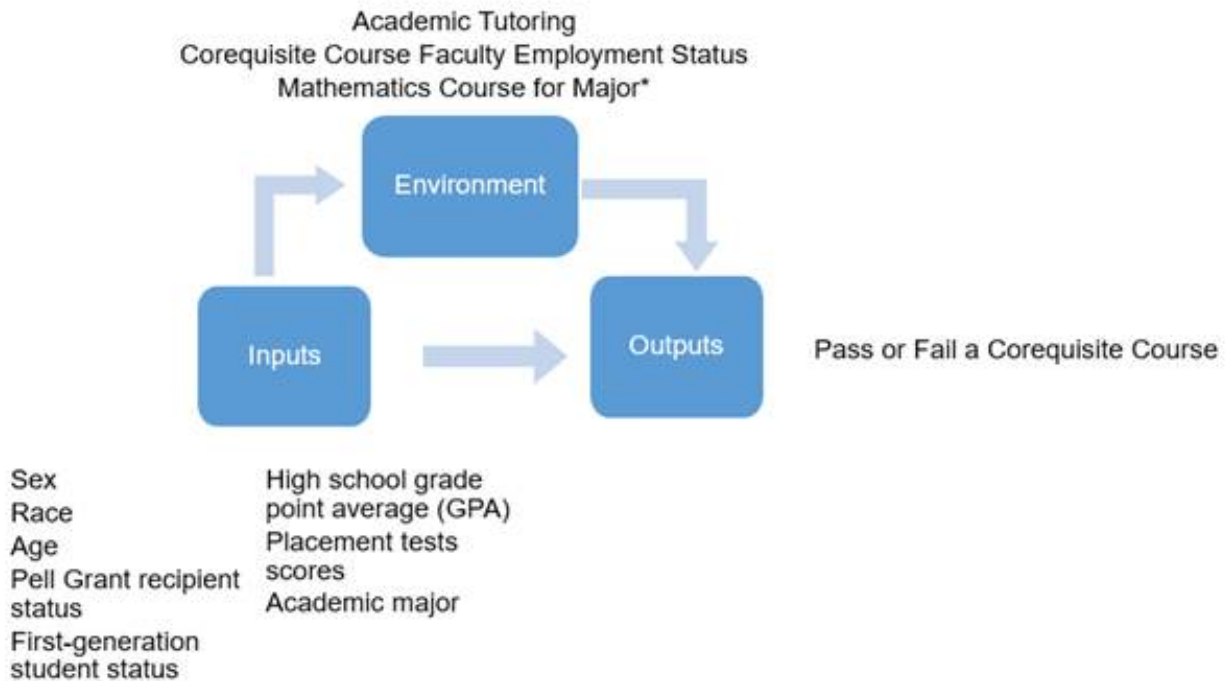 Academic Tutoring
Corequisite Course Faculty Employment Status
Mathematics Course for Major*
Environment
Inputs
Outputs
Pass or Fail a Corequisite Course
Sex
Race
Age
Pell Grant recipient
status
First-generation
student status
High school grade
point average (GPA)
Placement tests
scores
Academic major